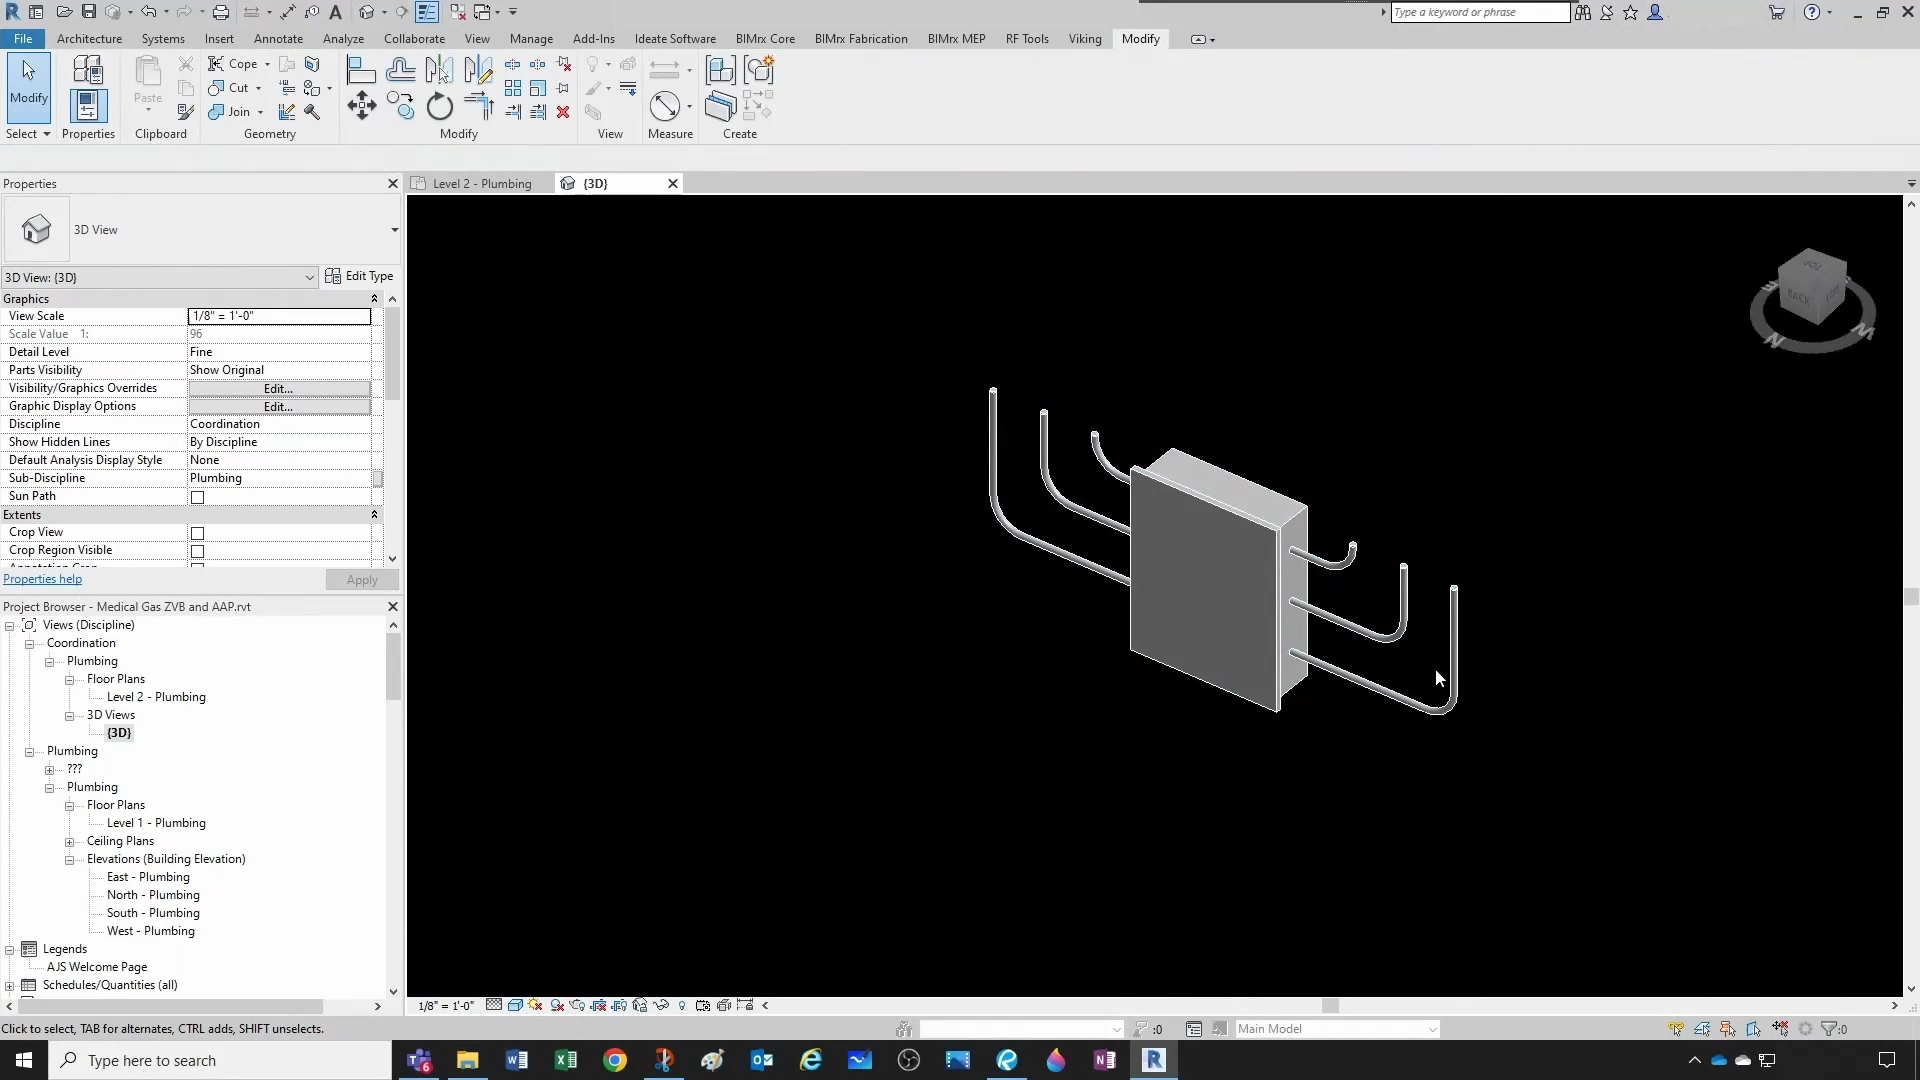 Type a keyword or phrase
File Architecture Systems Insert Annotate Analyze Collaborate View Manage Add-Ins Ideate Software BIMrx Core BIMrx Fabrication BIMrx MEP RF Tools Viking Modify
Modify
Paste
Cope
Cut
Join
Select Properties Clipboard Geometry Modify View Measure Create
Properties
Level 2 - Plumbing
{3D}
3D View
3D View: {3D}
Edit Type
Graphics
View Scale 1/8" = 1'-0"
Scale Value 1: 96
Detail Level Fine
Parts Visibility Show Original
Visibility/Graphics Overrides Edit...
Graphic Display Options Edit...
Discipline Coordination
Show Hidden Lines By Discipline
Default Analysis Display Style None
Sub-Discipline Plumbing
Sun Path
Extents
Crop View
Crop Region Visible
Properties help
Apply
Project Browser - Medical Gas ZVB and AAP.rvt
Views (Discipline)
Coordination
Plumbing
Floor Plans
Level 2 - Plumbing
3D Views
{3D}
Plumbing
???
Plumbing
Floor Plans
Level 1 - Plumbing
Ceiling Plans
Elevations (Building Elevation)
East - Plumbing
North - Plumbing
South - Plumbing
West - Plumbing
Legends
AJS Welcome Page
Schedules/Quantities (all)
TOP
BACK
N
1/8" = 1'-0"
Click to select, TAB for alternates, CTRL adds, SHIFT unselects.
:0
Main Model
:0
Type here to search
6